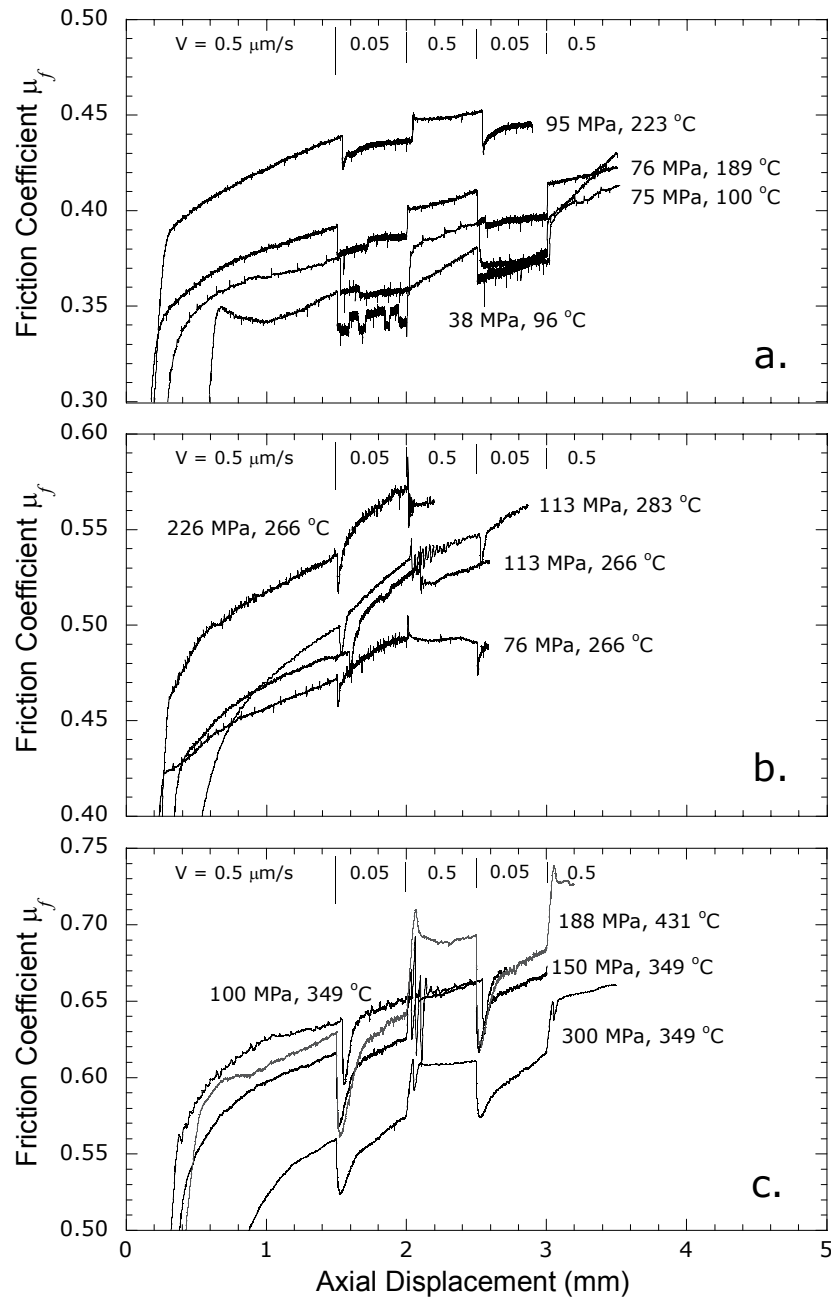 0.50
V = 0.5 μm/s 0.05 0.5 0.05 0.5
0.45
95 MPa, 223 °C
76 MPa, 189 °C
75 MPa, 100 °C
0.40
Friction Coefficient μf
0.35
38 MPa, 96 °C
a.
0.30
0.60
V = 0.5 μm/s 0.05 0.5 0.05 0.5
113 MPa, 283 °C
226 MPa, 266 °C
0.55
113 MPa, 266 °C
Friction Coefficient μf
0.50
76 MPa, 266 °C
0.45
b.
0.40
0.75
V = 0.5 μm/s 0.05 0.5 0.05 0.5
188 MPa, 431 °C
0.70
150 MPa, 349 °C
100 MPa, 349 °C
0.65
300 MPa, 349 °C
Friction Coefficient μf
0.60
0.55
c.
0.50
0 1 2 3 4 5
Axial Displacement (mm)